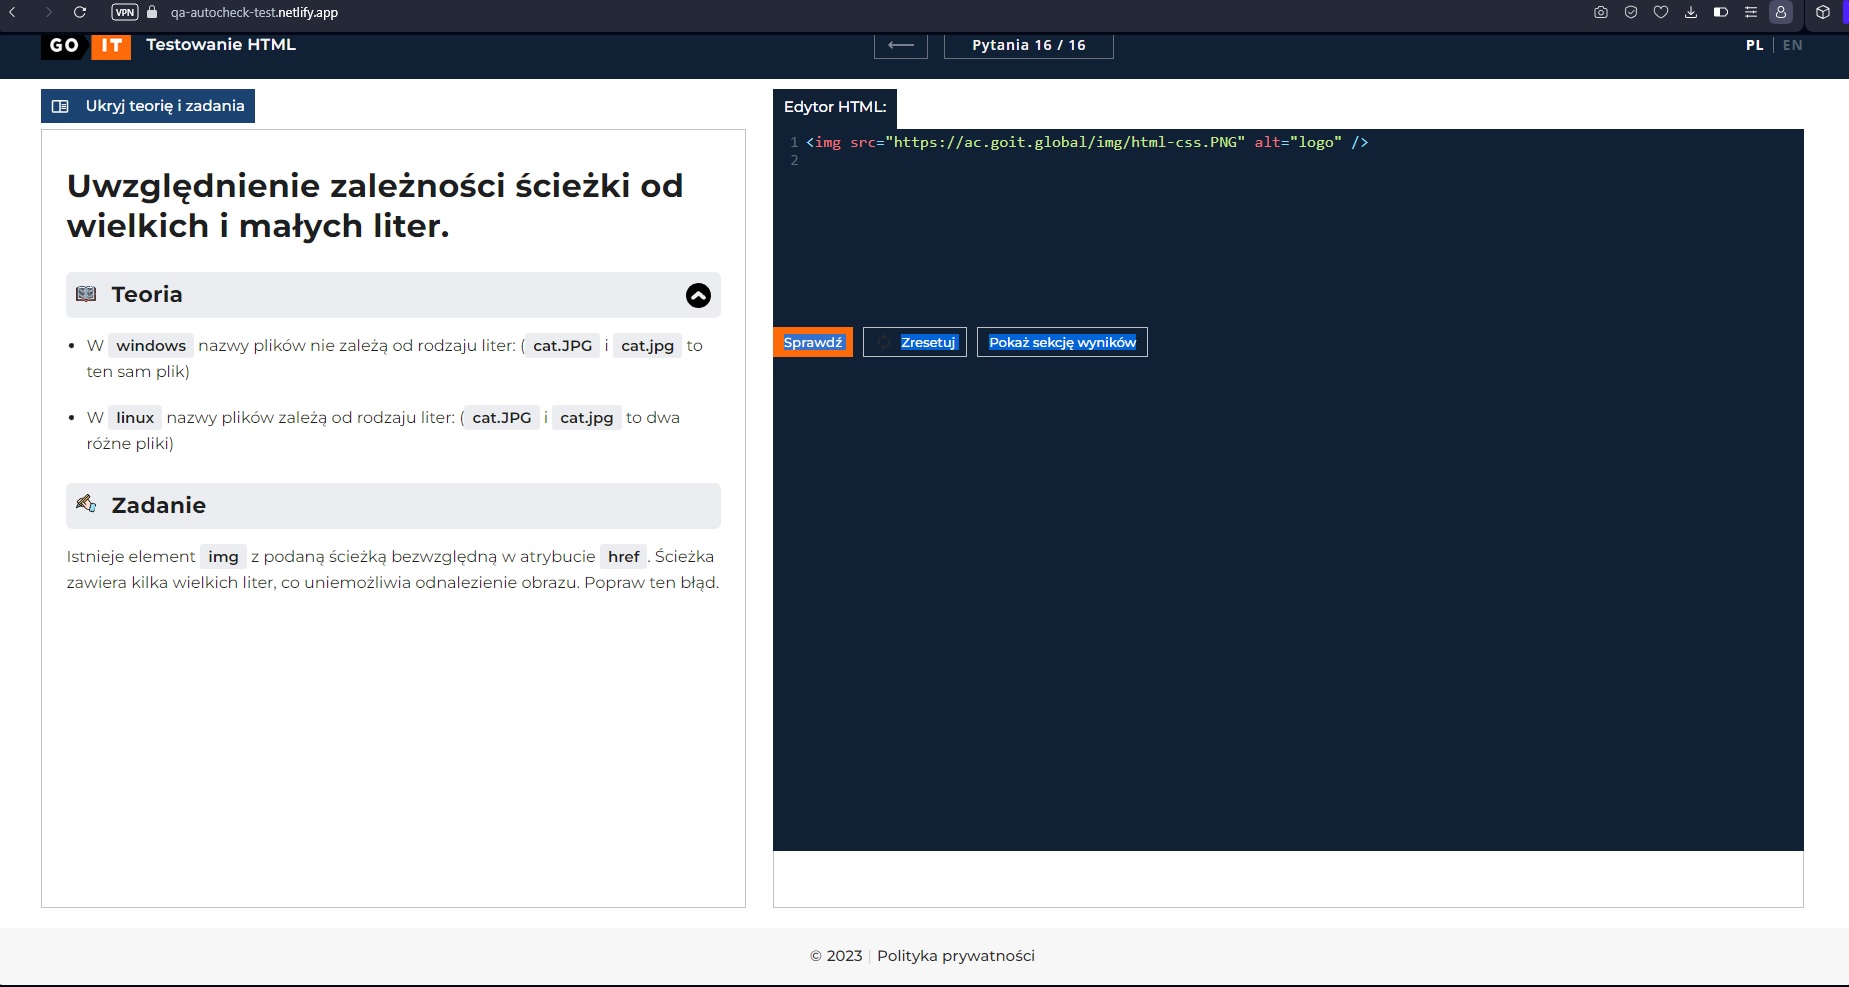 VPN qa-autocheck-test.netlify.app
GO IT Testowanie HTML
Pytania 16 / 16
PL EN
Ukryj teorię i zadania
Uwzględnienie zależności ścieżki od
wielkich i małych liter.
Teoria
W windows nazwy plików nie zależą od rodzaju liter: ( cat.JPG i cat.jpg to
ten sam plik)
W linux nazwy plików zależą od rodzaju liter: ( cat.JPG i cat.jpg to dwa
różne pliki)
Zadanie
Istnieje element img z podaną ścieżką bezwzględną w atrybucie href . Ścieżka
zawiera kilka wielkich liter, co uniemożliwia odnalezienie obrazu. Popraw ten błąd.
Edytor HTML:
1 <img src="https://ac.goit.global/img/html-css.PNG" alt="logo" />
2
Sprawdź Zresetuj Pokaż sekcję wyników
© 2023 | Polityka prywatności